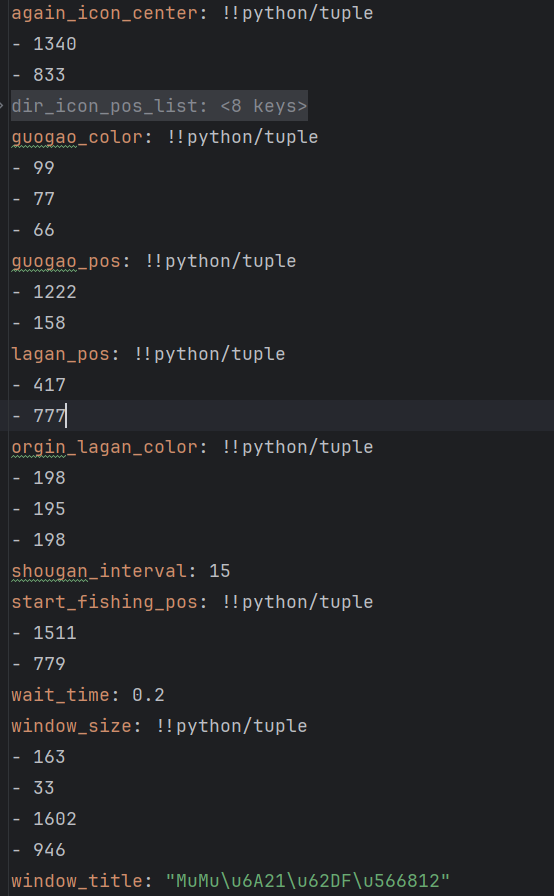 again_icon_center: !!python/tuple
- 1340
- 833
dir_icon_pos_list: <8 keys>
guogao_color: !!python/tuple
- 99
- 77
- 66
guogao_pos: !!python/tuple
- 1222
- 158
lagan_pos: !!python/tuple
- 417
- 777
orgin_lagan_color: !!python/tuple
- 198
- 195
- 198
shougan_interval: 15
start_fishing_pos: !!python/tuple
- 1511
- 779
wait_time: 0.2
window_size: !!python/tuple
- 163
- 33
- 1602
- 946
window_title: "MuMu\u6A21\u62DF\u566812"